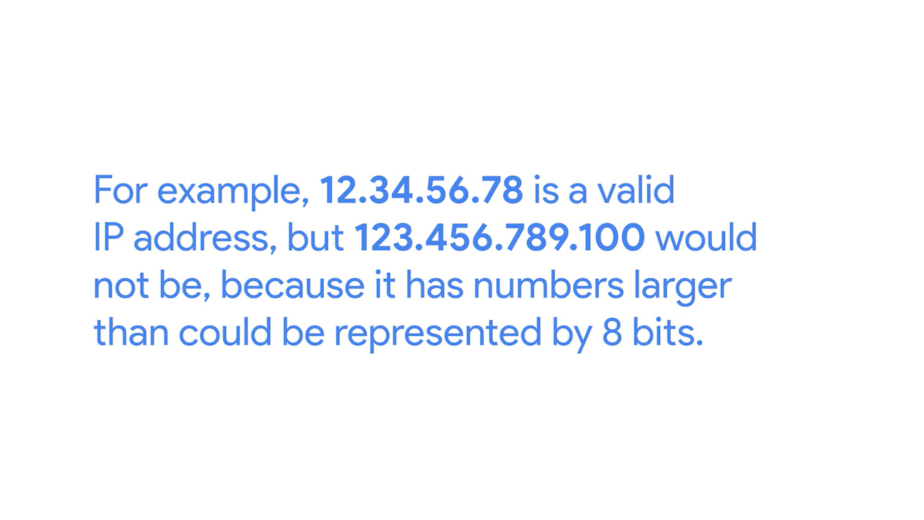 For example, 12.34.56.78 is a valid
IP address, but 123.456.789.100 would
not be, because it has numbers larger
than could be represented by 8 bits.